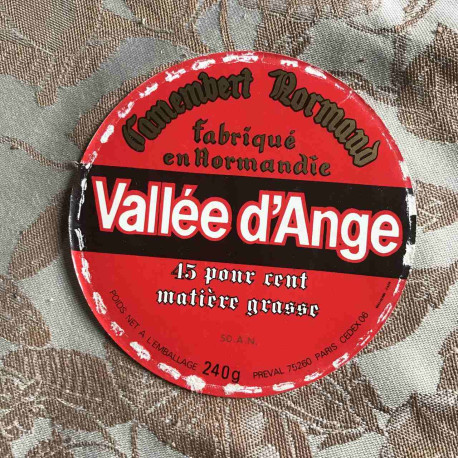 Camembert Normand
fabriqué
en Normandie
Vallée d'Ange
45 pour cent
matière grasse
50.A.N.
POIDS NET A L'EMBALLAGE 240g PREVAL 75260 PARIS CEDEX 06